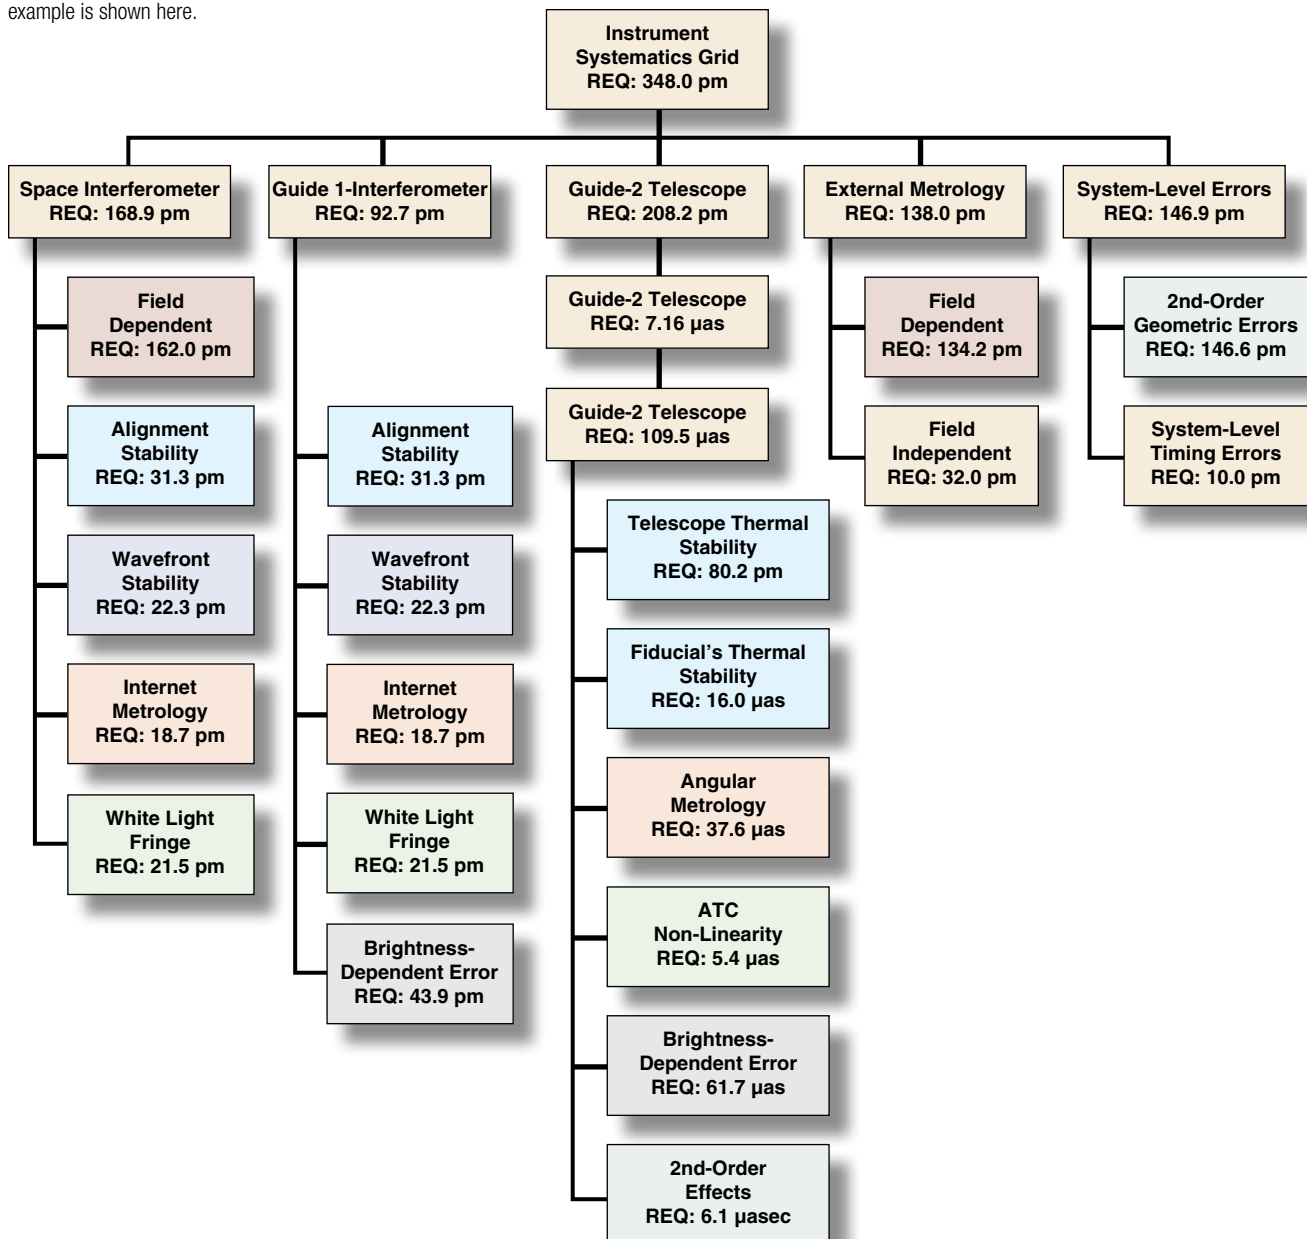 example is shown here.
Instrument
Systematics Grid
REQ: 348.0 pm
Space Interferometer
REQ: 168.9 pm
Field
Dependent
REQ: 162.0 pm
Alignment
Stability
REQ: 31.3 pm
Wavefront
Stability
REQ: 22.3 pm
Internet
Metrology
REQ: 18.7 pm
White Light
Fringe
REQ: 21.5 pm
Guide 1-Interferometer
REQ: 92.7 pm
Alignment
Stability
REQ: 31.3 pm
Wavefront
Stability
REQ: 22.3 pm
Internet
Metrology
REQ: 18.7 pm
White Light
Fringe
REQ: 21.5 pm
Brightness-
Dependent Error
REQ: 43.9 pm
Guide-2 Telescope
REQ: 208.2 pm
Guide-2 Telescope
REQ: 7.16 μas
Guide-2 Telescope
REQ: 109.5 μas
Telescope Thermal
Stability
REQ: 80.2 pm
Fiducial's Thermal
Stability
REQ: 16.0 μas
Angular
Metrology
REQ: 37.6 μas
ATC
Non-Linearity
REQ: 5.4 μas
Brightness-
Dependent Error
REQ: 61.7 μas
2nd-Order
Effects
REQ: 6.1 μasec
External Metrology
REQ: 138.0 pm
Field
Dependent
REQ: 134.2 pm
Field
Independent
REQ: 32.0 pm
System-Level Errors
REQ: 146.9 pm
2nd-Order
Geometric Errors
REQ: 146.6 pm
System-Level
Timing Errors
REQ: 10.0 pm